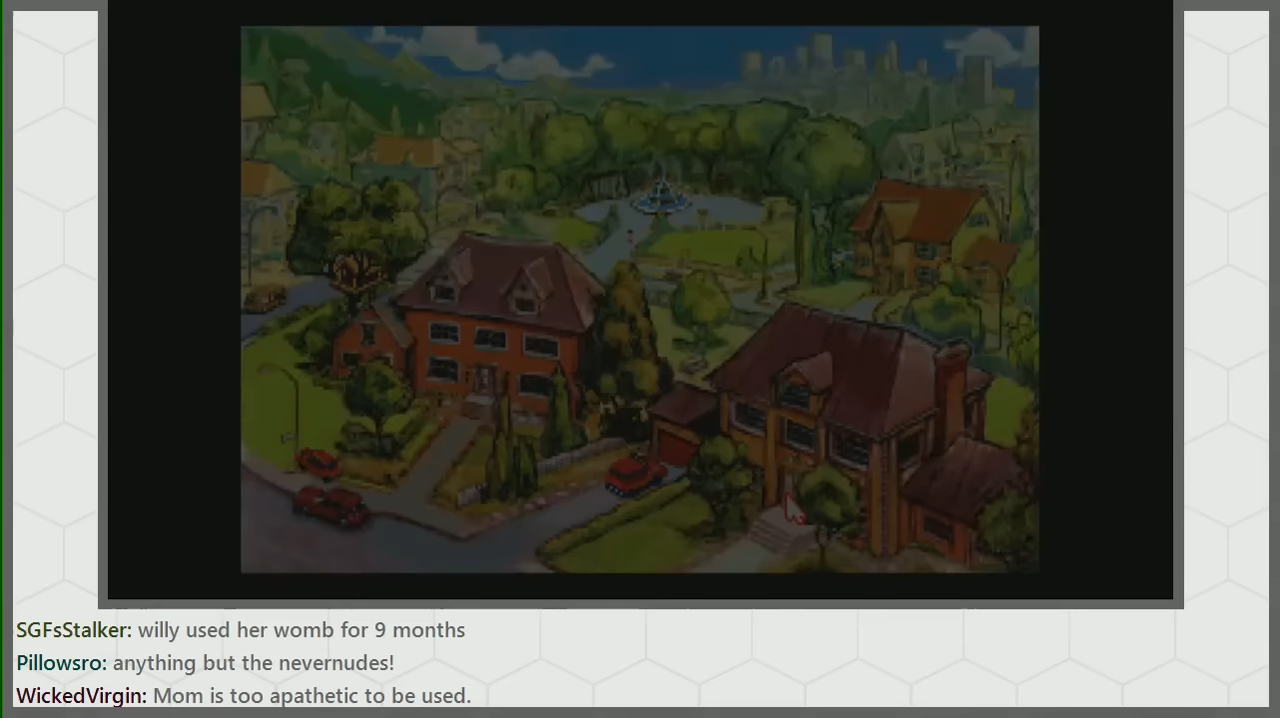 SGFsStalker: willy used her womb for 9 months
Pillowsro: anything but the nevernudes!
WickedVirgin: Mom is too apathetic to be used.